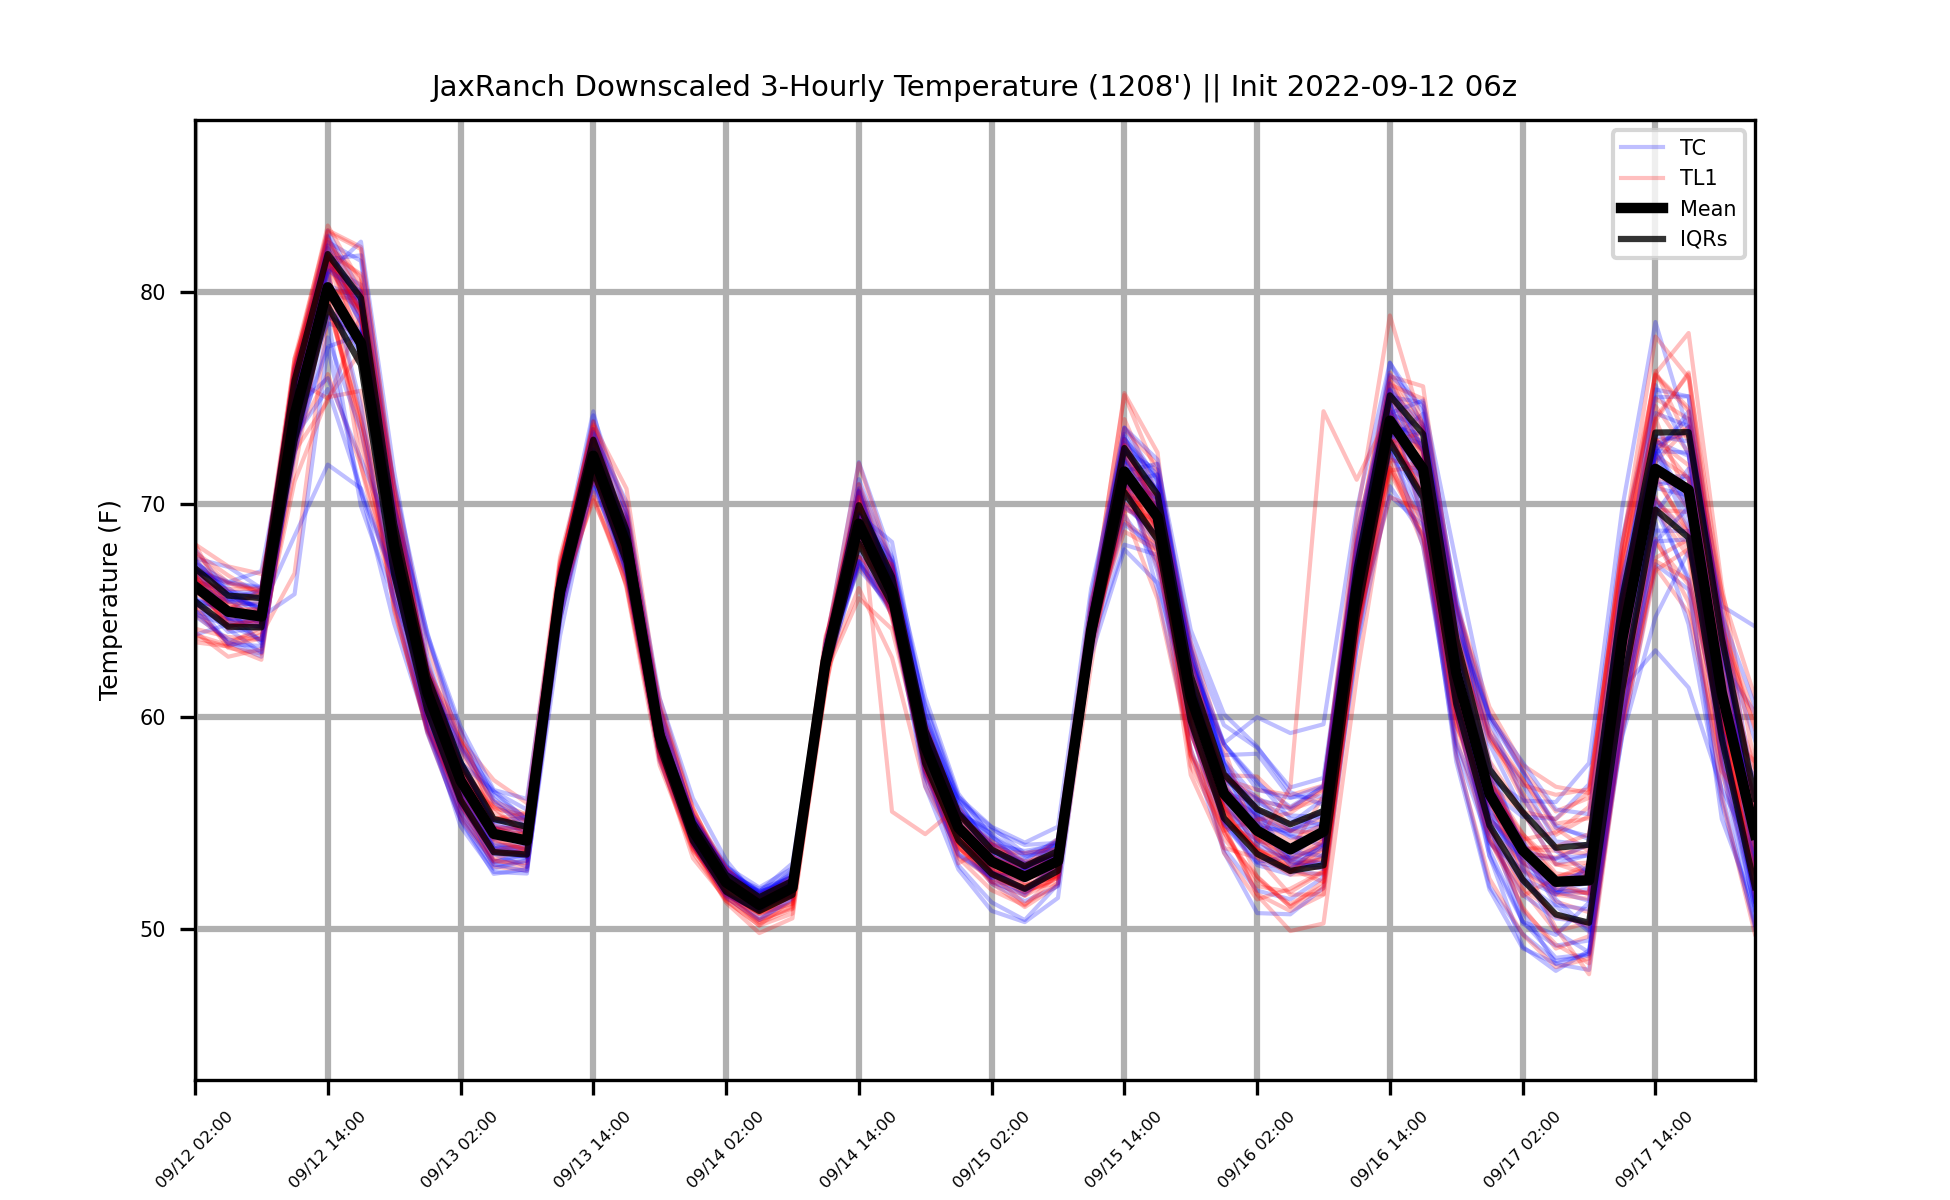 JaxRanch Downscaled 3-Hourly Temperature (1208') || Init 2022-09-12 06z
TC
TL1
Mean
IQRs
Temperature (F)
80
70
60
50
09/12 02:00
09/12 14:00
09/13 02:00
09/13 14:00
09/14 02:00
09/14 14:00
09/15 02:00
09/15 14:00
09/16 02:00
09/16 14:00
09/17 02:00
09/17 14:00